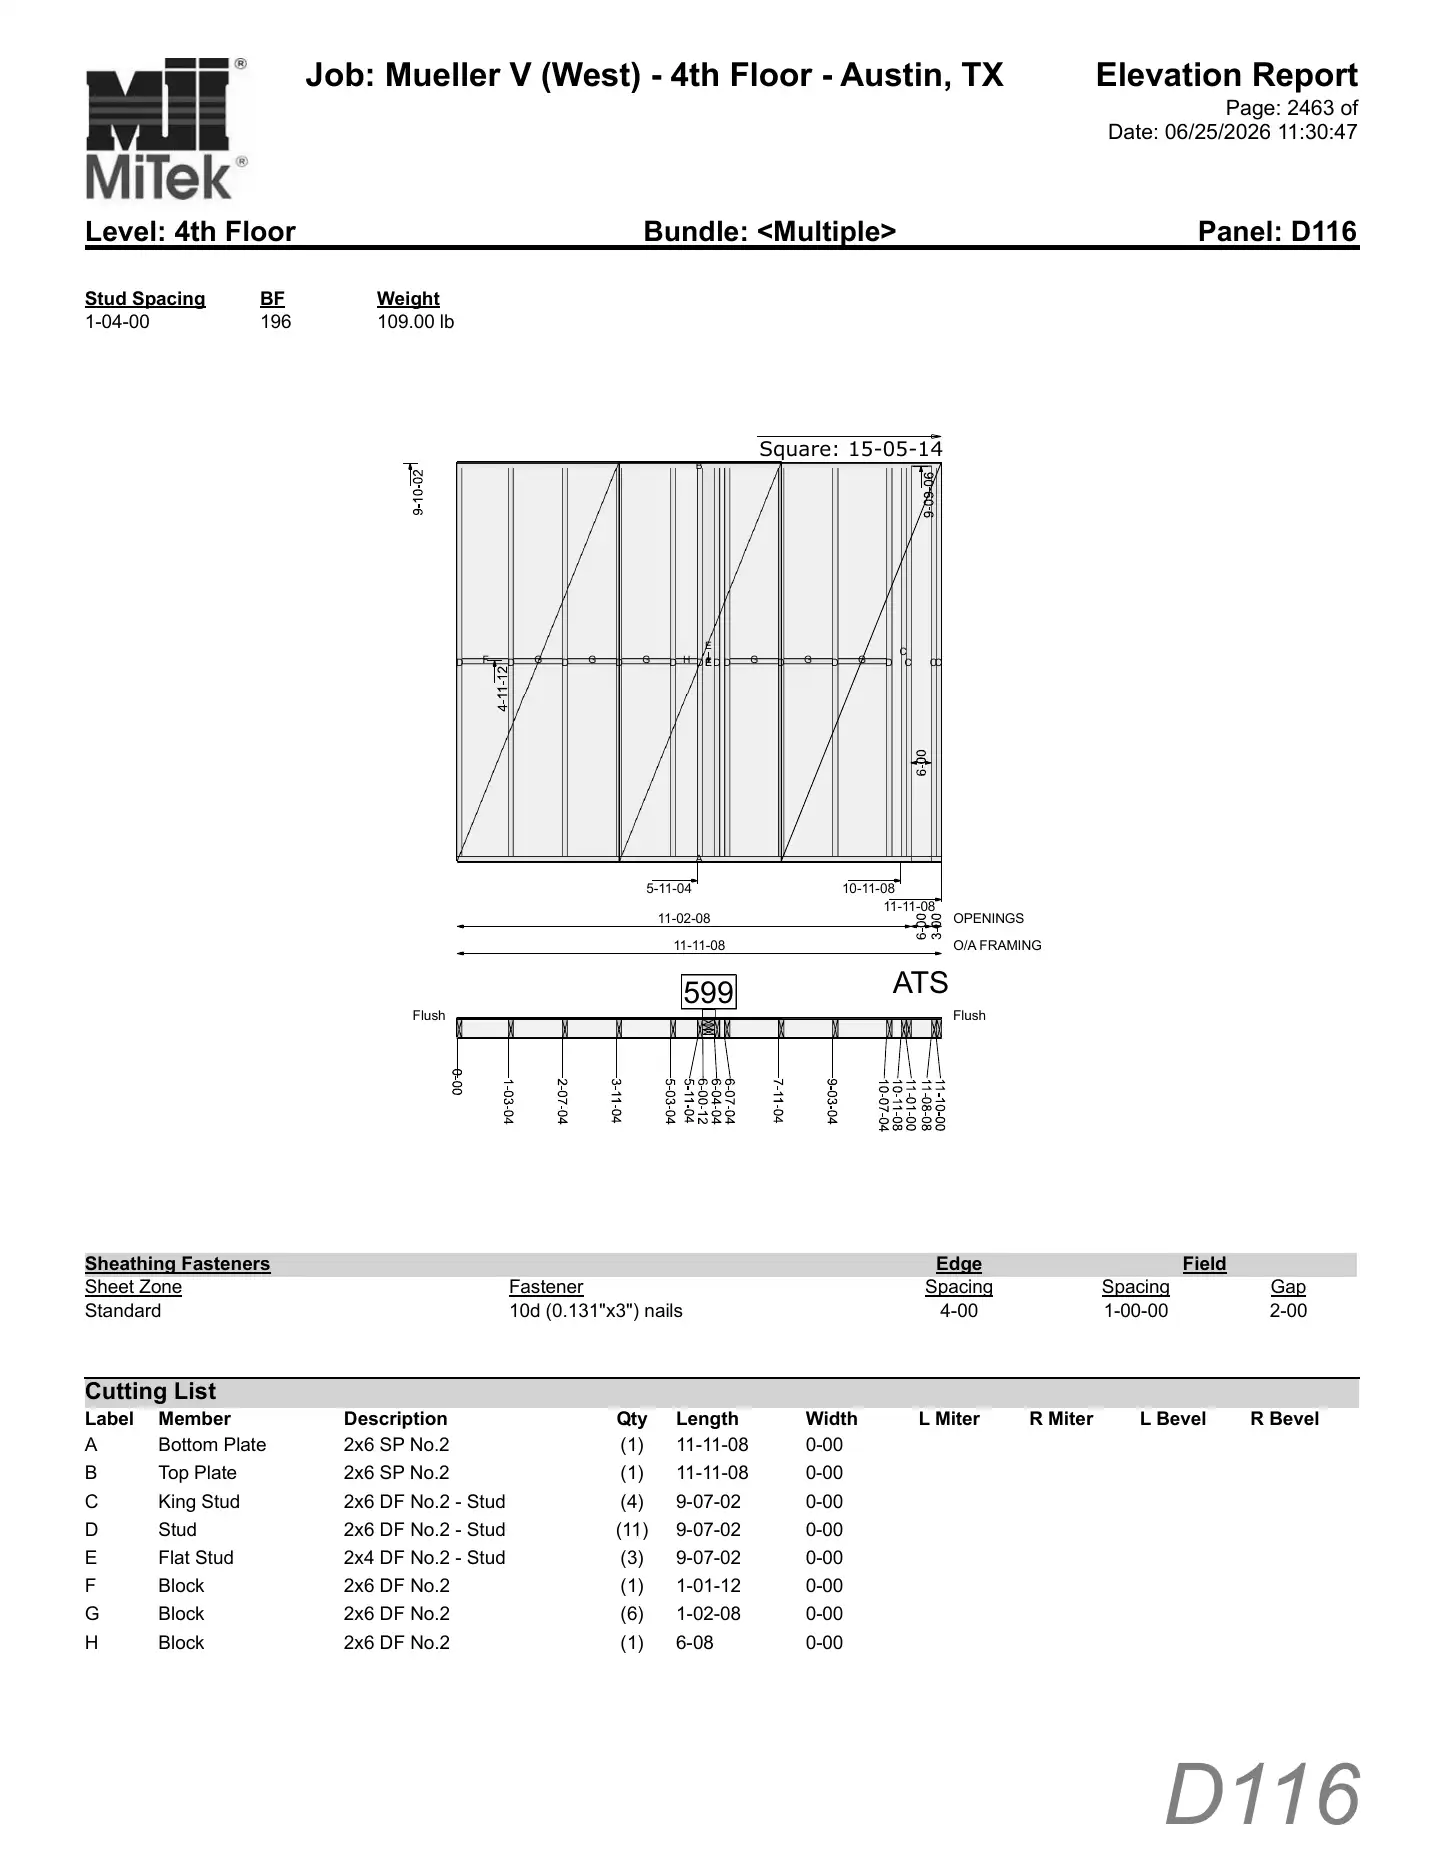 Job: Mueller V (West) - 4th Floor - Austin, TX
Elevation Report
Page: 2463 of
Date: 06/25/2026 11:30:47
MiTek®
Level: 4th Floor Bundle: <Multiple> Panel: D116
Stud Spacing BF Weight
1-04-00 196 109.00 lb
Square: 15-05-14
9-10-02
9-09-06
B
E
C
F G G G H E G G G
4-11-12
6-00
A
5-11-04 10-11-08
11-11-08
11-02-08 6-00 3-00 OPENINGS
11-11-08 O/A FRAMING
599 ATS
Flush Flush
0-00 1-03-04 2-07-04 3-11-04 5-03-04 5-11-04 6-00-12 6-04-04 6-07-04 7-11-04 9-03-04 10-07-04 10-11-08 11-01-00 11-08-08 11-10-00
Sheathing Fasteners Edge Field
Sheet Zone Fastener Spacing Spacing Gap
Standard 10d (0.131"x3") nails 4-00 1-00-00 2-00
Cutting List
Label Member Description Qty Length Width L Miter R Miter L Bevel R Bevel
A Bottom Plate 2x6 SP No.2 (1) 11-11-08 0-00
B Top Plate 2x6 SP No.2 (1) 11-11-08 0-00
C King Stud 2x6 DF No.2 - Stud (4) 9-07-02 0-00
D Stud 2x6 DF No.2 - Stud (11) 9-07-02 0-00
E Flat Stud 2x4 DF No.2 - Stud (3) 9-07-02 0-00
F Block 2x6 DF No.2 (1) 1-01-12 0-00
G Block 2x6 DF No.2 (6) 1-02-08 0-00
H Block 2x6 DF No.2 (1) 6-08 0-00
D116